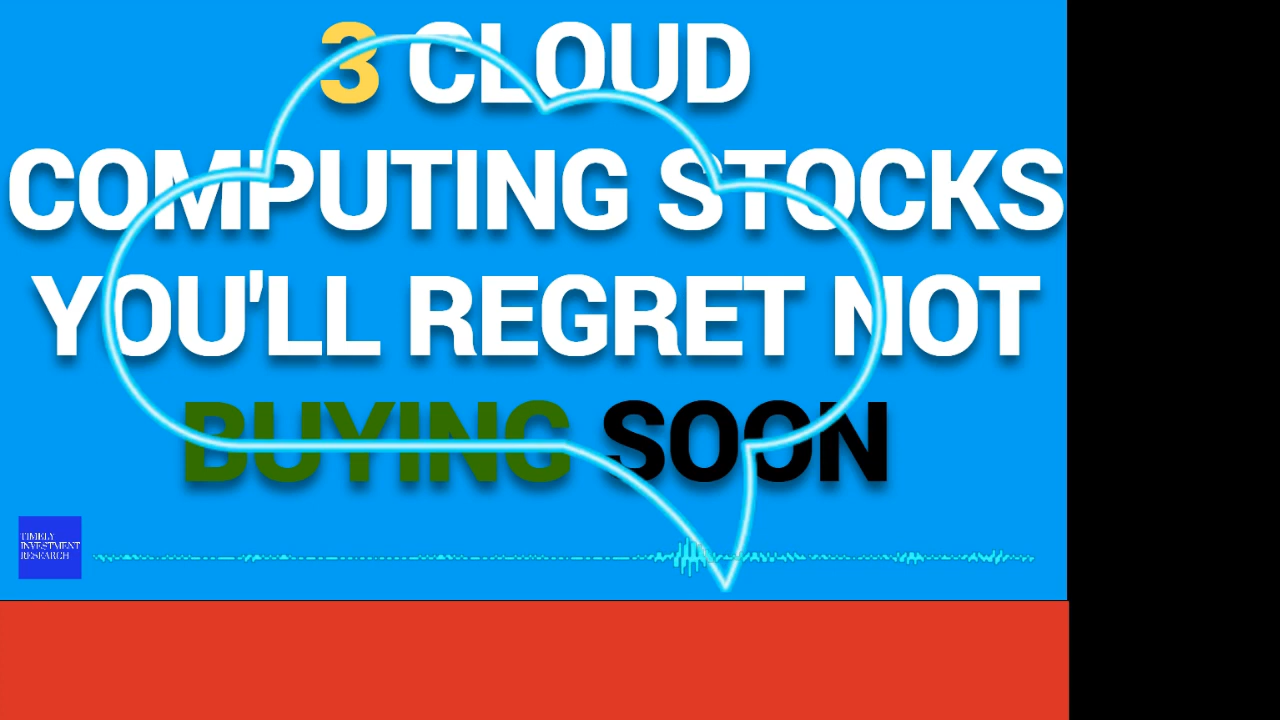 3 CLOUD
COMPUTING STOCKS
YOU'LL REGRET NOT
BUYING SOON
TIMELY
INVESTMENT
RESEARCH